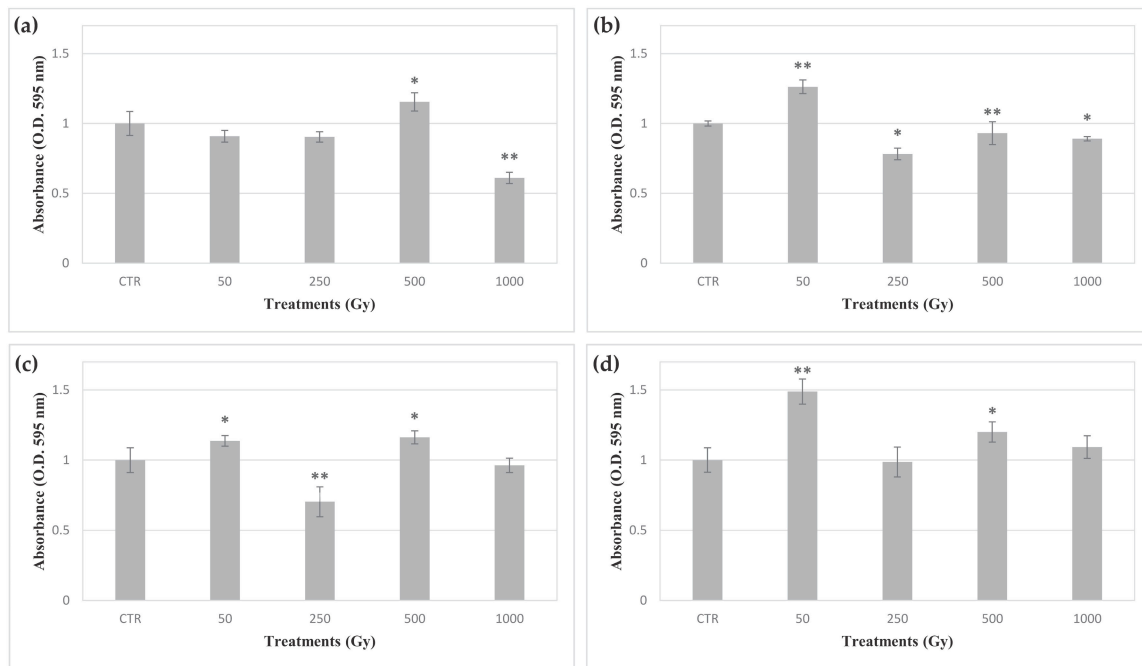 (a)
Absorbance (O.D. 595 nm)
1.5
1
0.5
0
*
**
CTR 50 250 500 1000
Treatments (Gy)
(b)
Absorbance (O.D. 595 nm)
1.5
1
0.5
0
**
*
**
*
CTR 50 250 500 1000
Treatments (Gy)
(c)
Absorbance (O.D. 595 nm)
1.5
1
0.5
0
*
**
*
CTR 50 250 500 1000
Treatments (Gy)
(d)
Absorbance (O.D. 595 nm)
1.5
1
0.5
0
**
*
CTR 50 250 500 1000
Treatments (Gy)